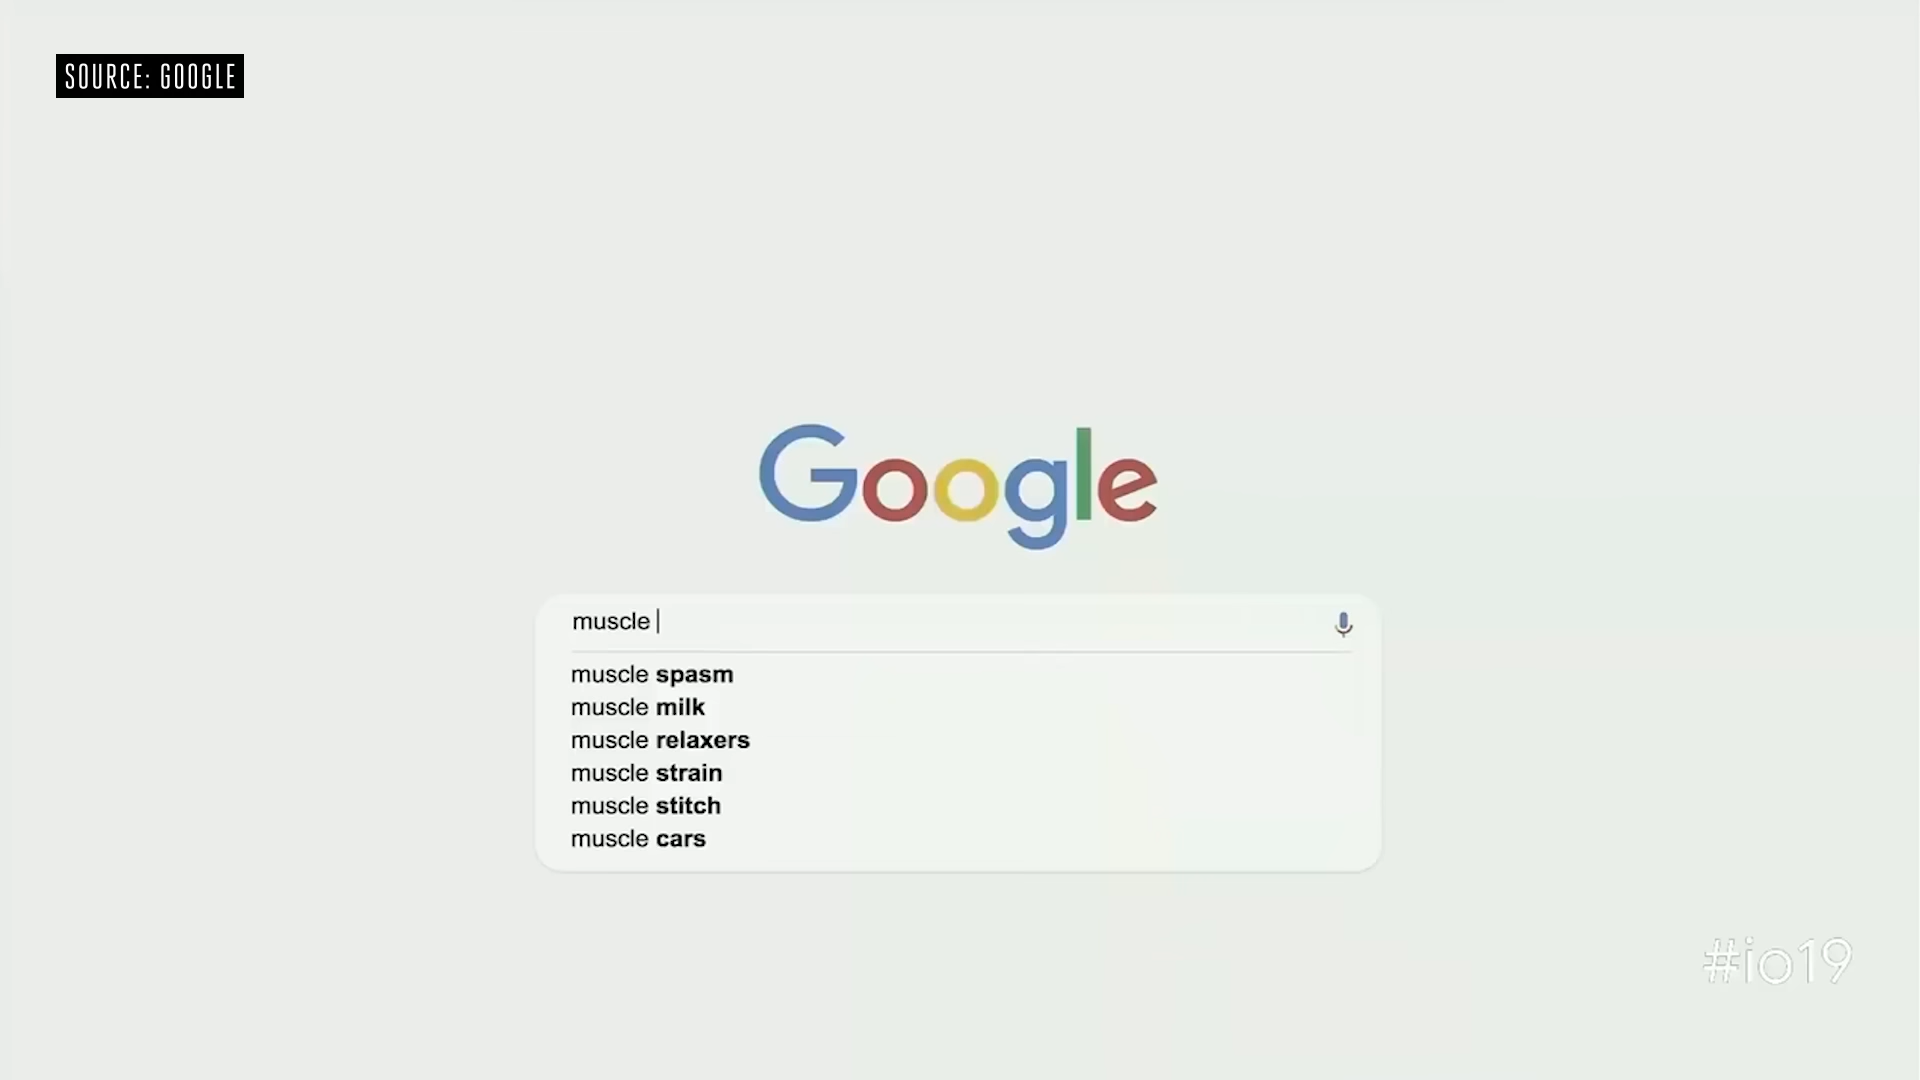 SOURCE: GOOGLE
Google
muscle
muscle spasm
muscle milk
muscle relaxers
muscle strain
muscle stitch
muscle cars
#io19